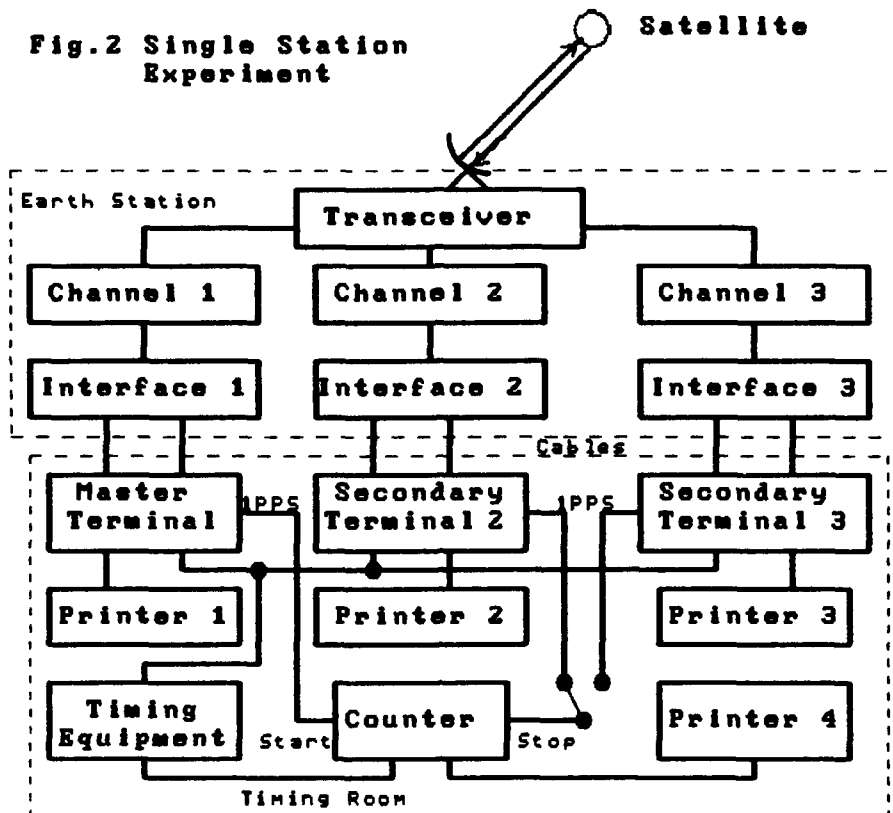 Fig.2 Single Station
Experiment
Satellite
Earth Station
Transceiver
Channel 1
Channel 2
Channel 3
Interface 1
Interface 2
Interface 3
Cables
Master
Terminal
1PPS
Secondary
Terminal 2
1PPS
Secondary
Terminal 3
Printer 1
Printer 2
Printer 3
Timing
Equipment
Start
Counter
Stop
Printer 4
Timing Room